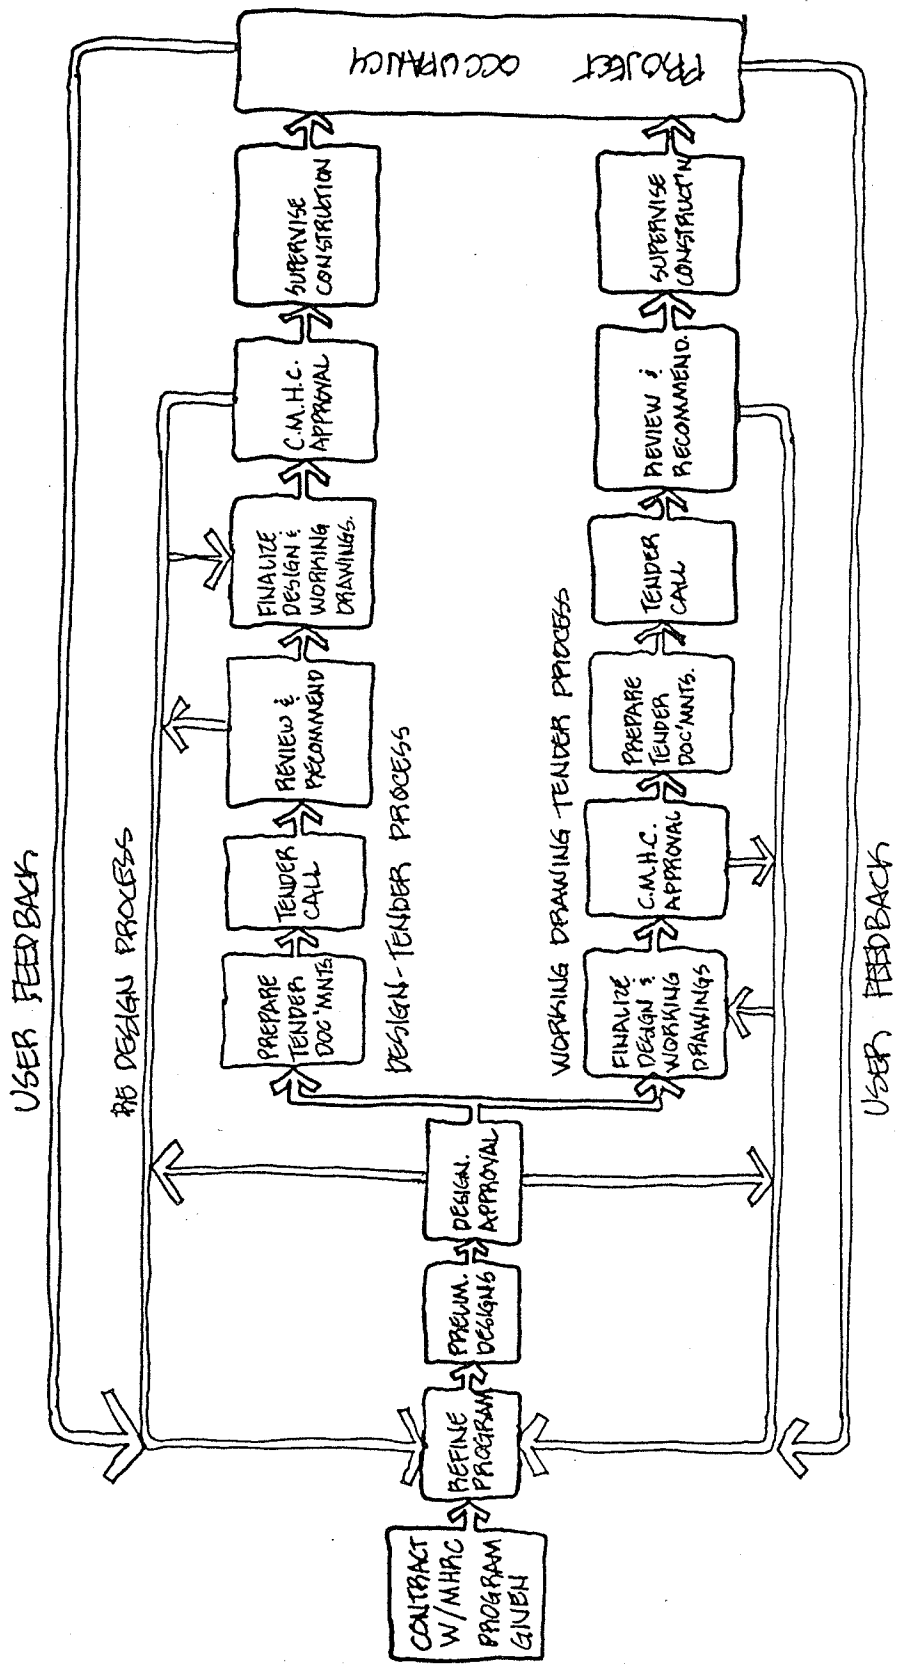 USER FEEDBACK
RE DESIGN PROCESS
CONTRACT
W/MHRC
PROGRAM
GIVEN
REFINE
PROGRAM
PRELIM.
DESIGNS
DESIGN.
APPROVAL
PREPARE
TENDER
DOC'MNTS.
TENDER
CALL
REVIEW &
RECOMMEND
FINALIZE
DESIGN &
WORKING
DRAWINGS.
C.M.H.C.
APPROVAL
SUPERVISE
CONSTRUCTION
DESIGN-TENDER PROCESS
WORKING DRAWING TENDER PROCESS
FINALIZE
DESIGN &
WORKING
DRAWINGS
C.M.H.C.
APPROVAL
PREPARE
TENDER
DOC'MNTS.
TENDER
CALL
REVIEW &
RECOMMEND.
SUPERVISE
CONSTRUCT'N
PROJECT OCCUPANCY
USER FEEDBACK